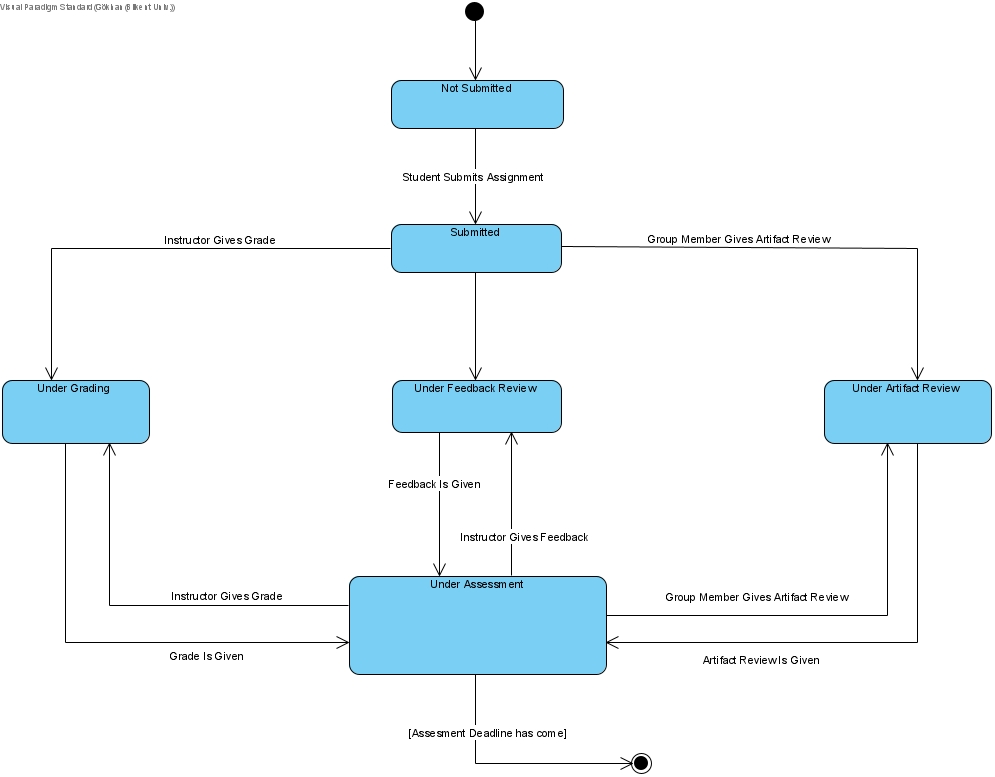 Visual Paradigm Standard (Gökhan (Bilkent Univ.))
Not Submitted
Student Submits Assignment
Submitted
Instructor Gives Grade
Group Member Gives Artifact Review
Under Grading
Under Feedback Review
Under Artifact Review
Feedback Is Given
Instructor Gives Feedback
Under Assessment
Instructor Gives Grade
Group Member Gives Artifact Review
Grade Is Given
Artifact Review Is Given
[Assesment Deadline has come]